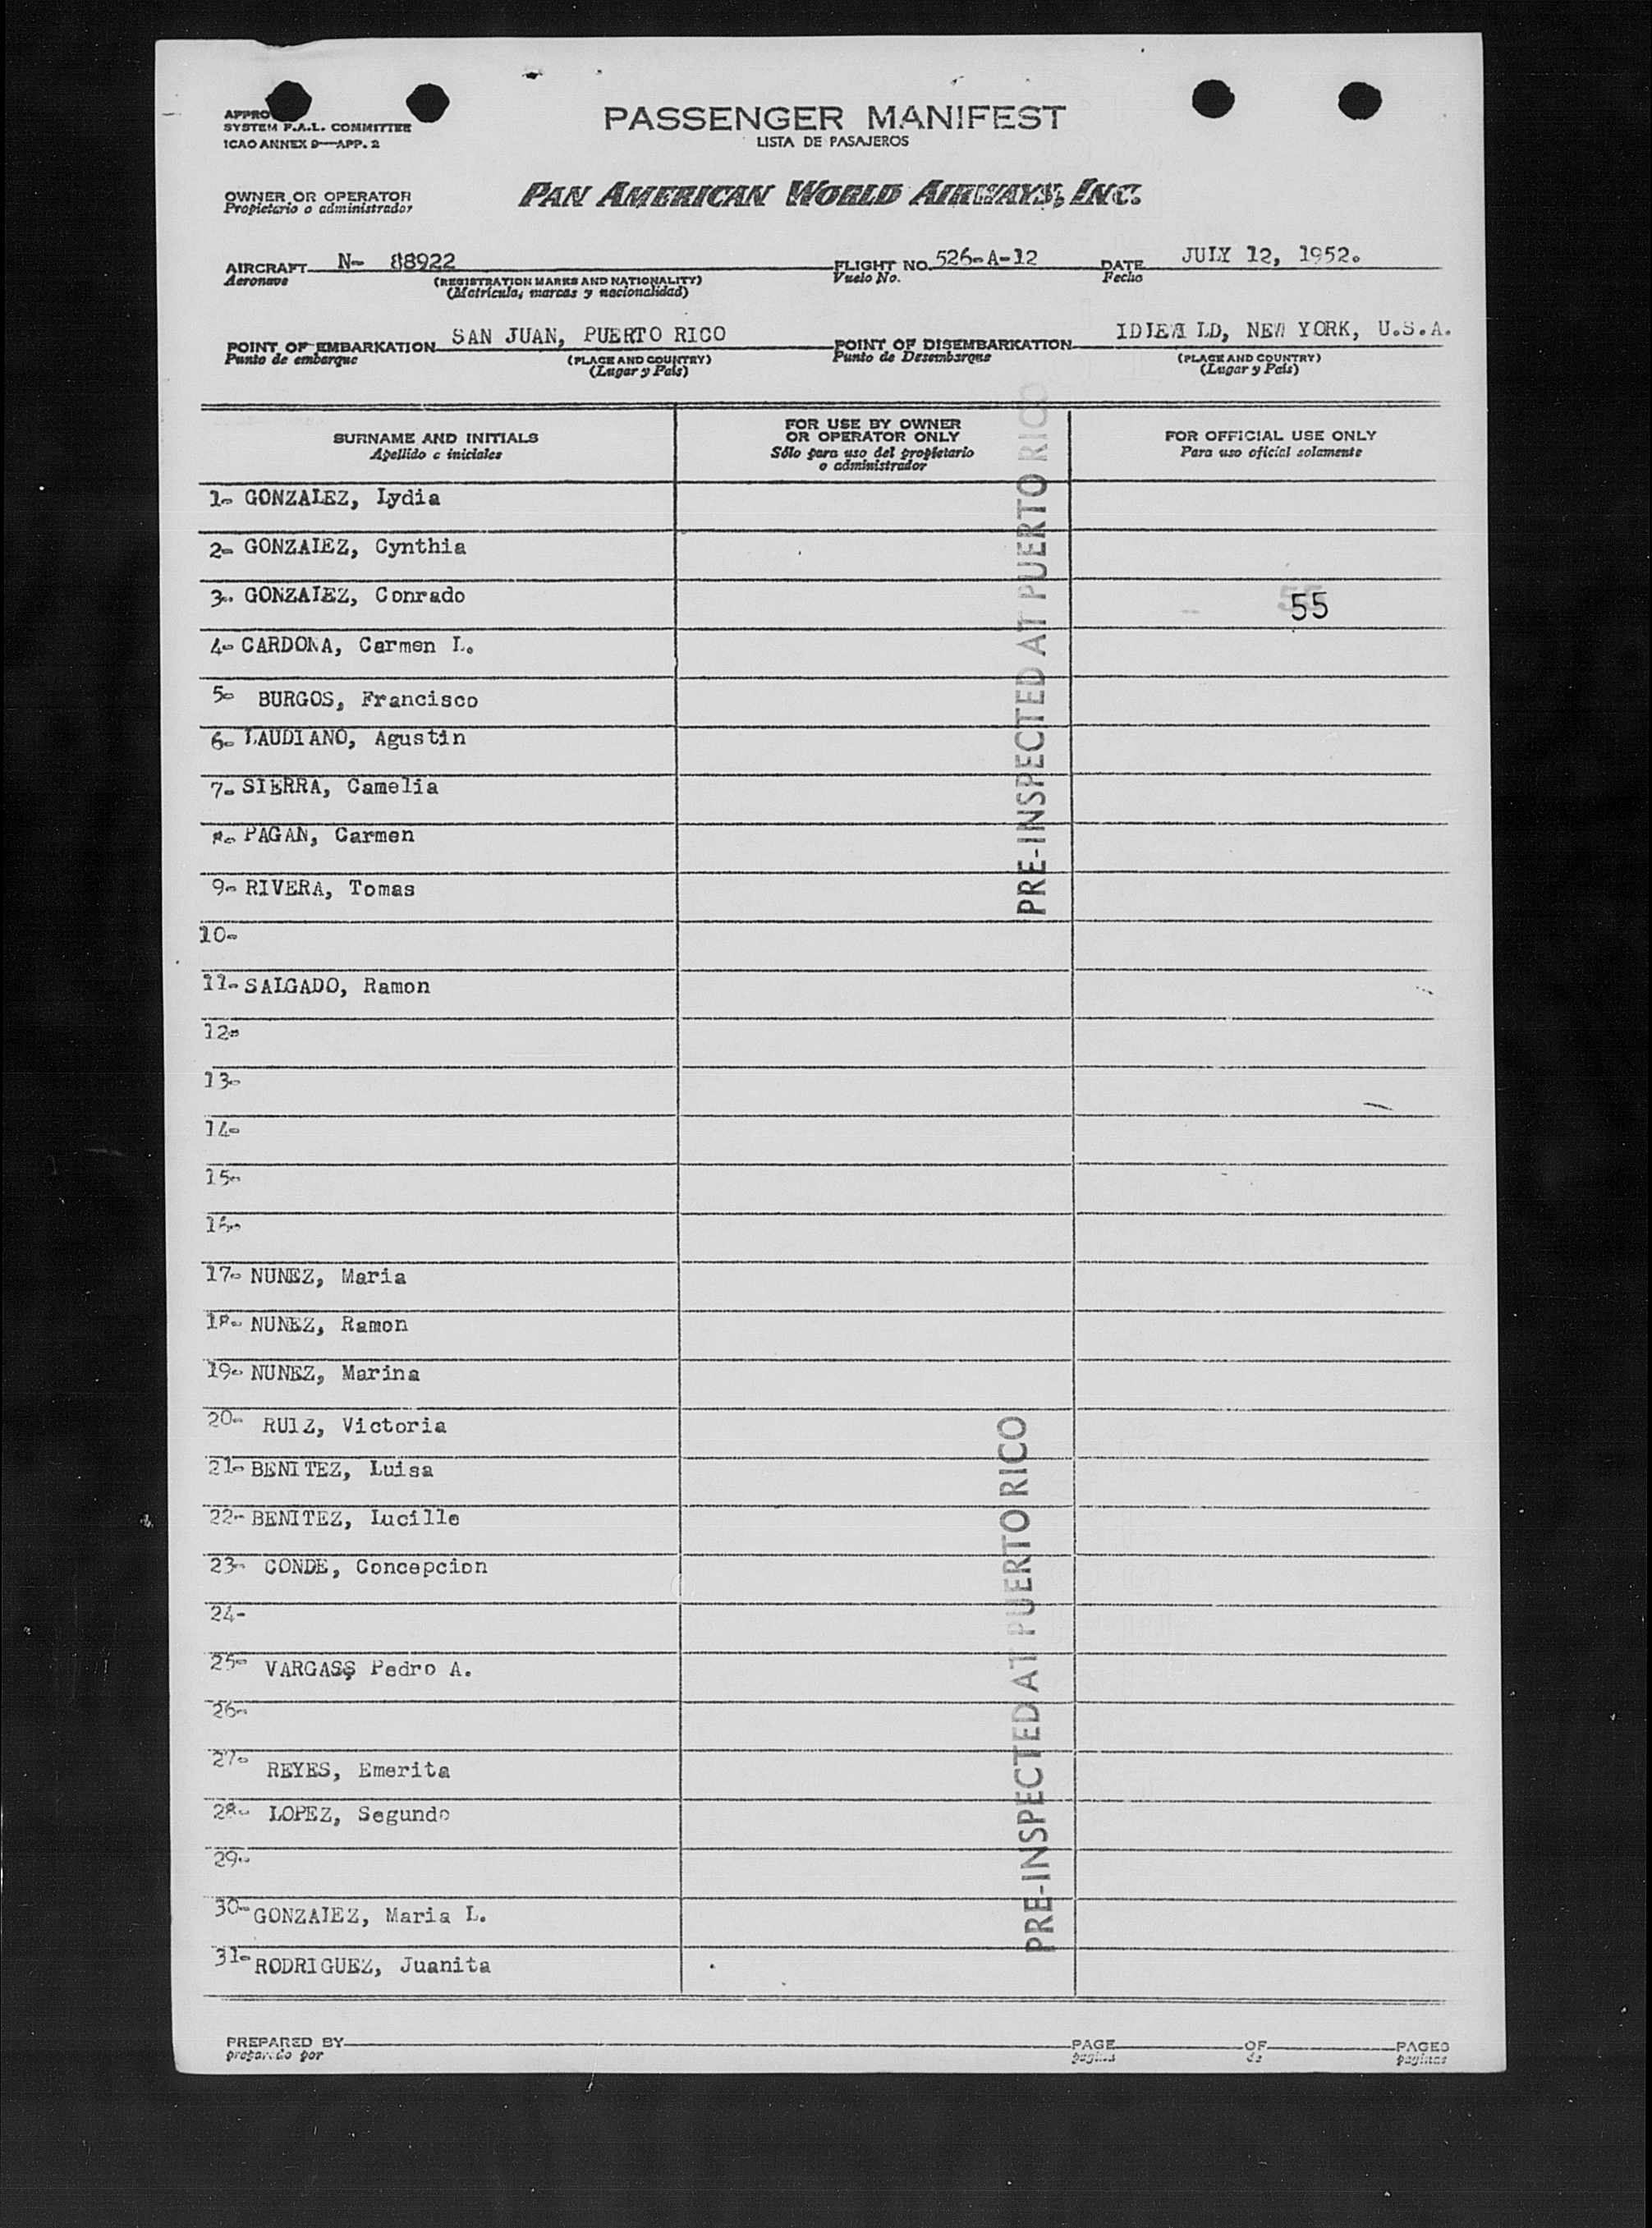 APPRO
SYSTEM F.A.L. COMMITTEE
ICAO ANNEX 9—APP. 2
PASSENGER MANIFEST
LISTA DE PASAJEROS
OWNER OR OPERATOR
Propietario o administrador
PAN AMERICAN WORLD AIRWAYS, INC.
AIRCRAFT N- 88922
Aeronave
(REGISTRATION MARKS AND NATIONALITY)
(Matrícula, marcas y nacionalidad)
FLIGHT NO. 526-A-12
Vuelo No.
DATE JULY 12, 1952.
Fecha
POINT OF EMBARKATION SAN JUAN, PUERTO RICO
Punto de embarque
(PLACE AND COUNTRY)
(Lugar y País)
POINT OF DISEMBARKATION IDLEWILD, NEW YORK, U.S.A.
Punto de Desembarque
(PLACE AND COUNTRY)
(Lugar y País)
SURNAME AND INITIALS
Apellido e iniciales
FOR USE BY OWNER
OR OPERATOR ONLY
Sólo para uso del propietario
o administrador
FOR OFFICIAL USE ONLY
Para uso oficial solamente
1- GONZALEZ, Lydia
2- GONZALEZ, Cynthia
3- GONZALEZ, Conrado
55
4- CARDONA, Carmen L.
5- BURGOS, Francisco
6- LAUDIANO, Agustin
7- SIERRA, Camelia
8- PAGAN, Carmen
9- RIVERA, Tomas
10-
11- SALGADO, Ramon
12-
13-
14-
15-
16-
17- NUNEZ, Maria
18- NUNEZ, Ramon
19- NUNEZ, Marina
20- RUIZ, Victoria
21- BENITEZ, Luisa
22- BENITEZ, Lucille
23- CONDE, Concepcion
24-
25- VARGAS, Pedro A.
26-
27- REYES, Emerita
28- LOPEZ, Segundo
29-
30- GONZALEZ, Maria L.
31- RODRIGUEZ, Juanita
PRE-INSPECTED AT PUERTO RICO
PRE-INSPECTED AT PUERTO RICO
PREPARED BY
preparado por
PAGE OF PAGES
página de páginas